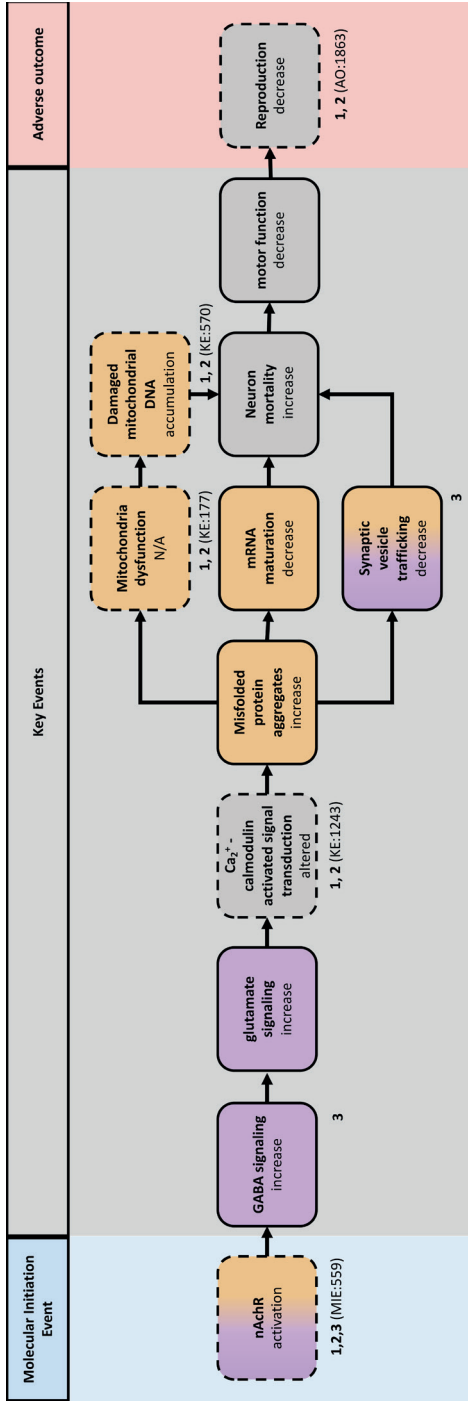 Molecular Initiation
Event
Key Events
Adverse outcome
nAchR
activation
1,2,3 (MIE:559)
GABA signaling
increase
3
glutamate
signaling
increase
Ca₂⁺ -
calmodulin
activated signal
transduction
altered
1, 2 (KE:1243)
Misfolded
protein
aggregates
increase
Mitochondria
dysfunction
N/A
1, 2 (KE:177)
Damaged
mitochondrial
DNA
accumulation
1, 2 (KE:570)
mRNA
maturation
decrease
Synaptic
vesicle
trafficking
decrease
3
Neuron
mortality
increase
motor function
decrease
Reproduction
decrease
1, 2 (AO:1863)